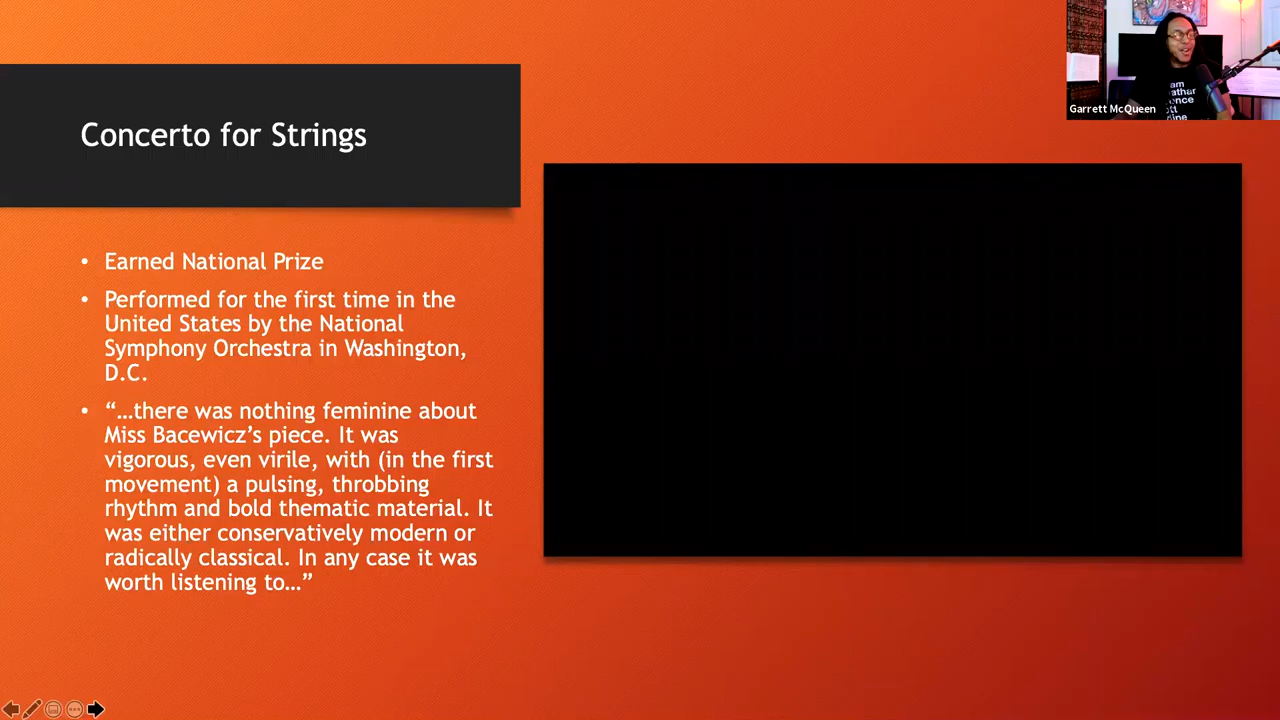 Concerto for Strings
• Earned National Prize
• Performed for the first time in the
United States by the National
Symphony Orchestra in Washington,
D.C.
• “…there was nothing feminine about
Miss Bacewicz’s piece. It was
vigorous, even virile, with (in the first
movement) a pulsing, throbbing
rhythm and bold thematic material. It
was either conservatively modern or
radically classical. In any case it was
worth listening to…”
am
Garrett McQueen